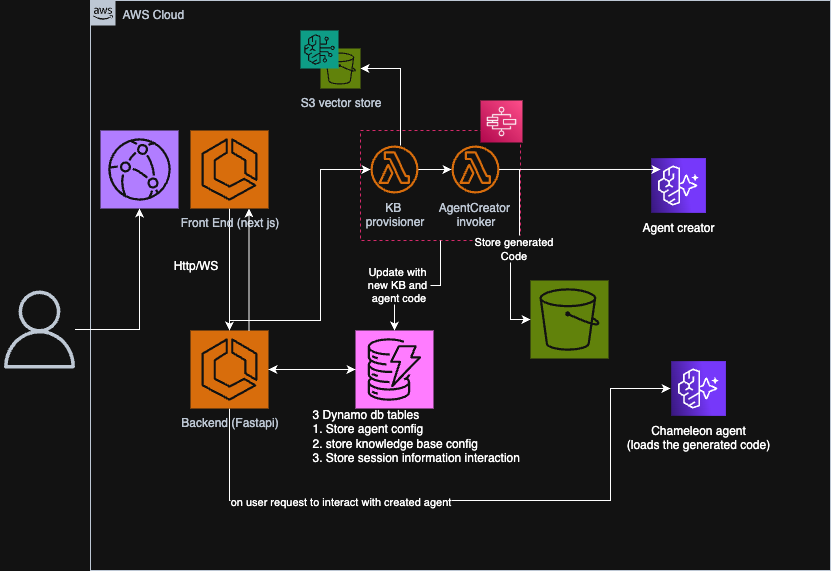 aws
AWS Cloud
S3 vector store
KB
provisioner
AgentCreator
invoker
Front End (next js)
Agent creator
Store generated
Code
Http/WS
Update with
new KB and
agent code
Backend (Fastapi)
3 Dynamo db tables
1. Store agent config
2. store knowledge base config
3. Store session information interaction
Chameleon agent
(loads the generated code)
on user request to interact with created agent